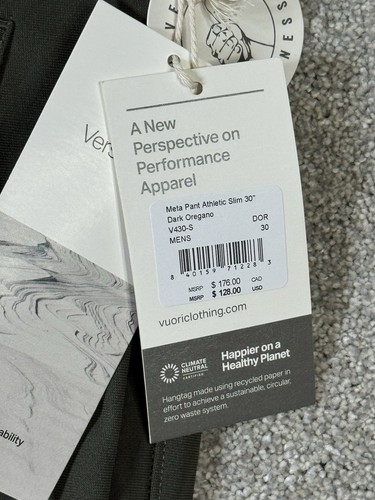 A New
Perspective on
Performance
Apparel
Meta Pant Athletic Slim 30"
Dark Oregano DOR
V430-S 30
MENS
8 40159 71228 3
MSRP $ 176.00 CAD
MSRP $ 128.00 USD
vuoriclothing.com
CLIMATE
NEUTRAL
CERTIFIED
Happier on a
Healthy Planet
Hangtag made using recycled paper in
effort to achieve a sustainable, circular,
zero waste system.
Vers
ability
NESS